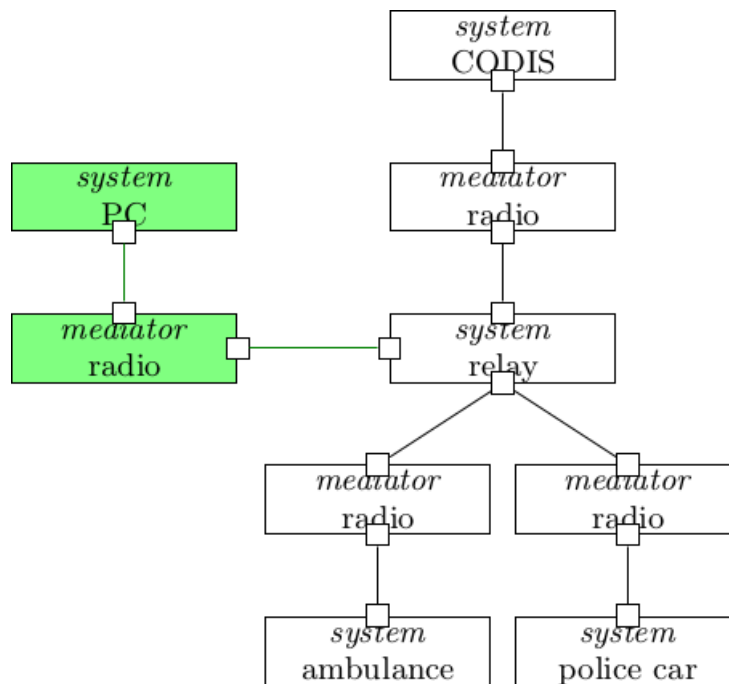 system
CODIS
system
PC
mediator
radio
mediator
radio
system
relay
mediator
radio
mediator
radio
system
ambulance
system
police car